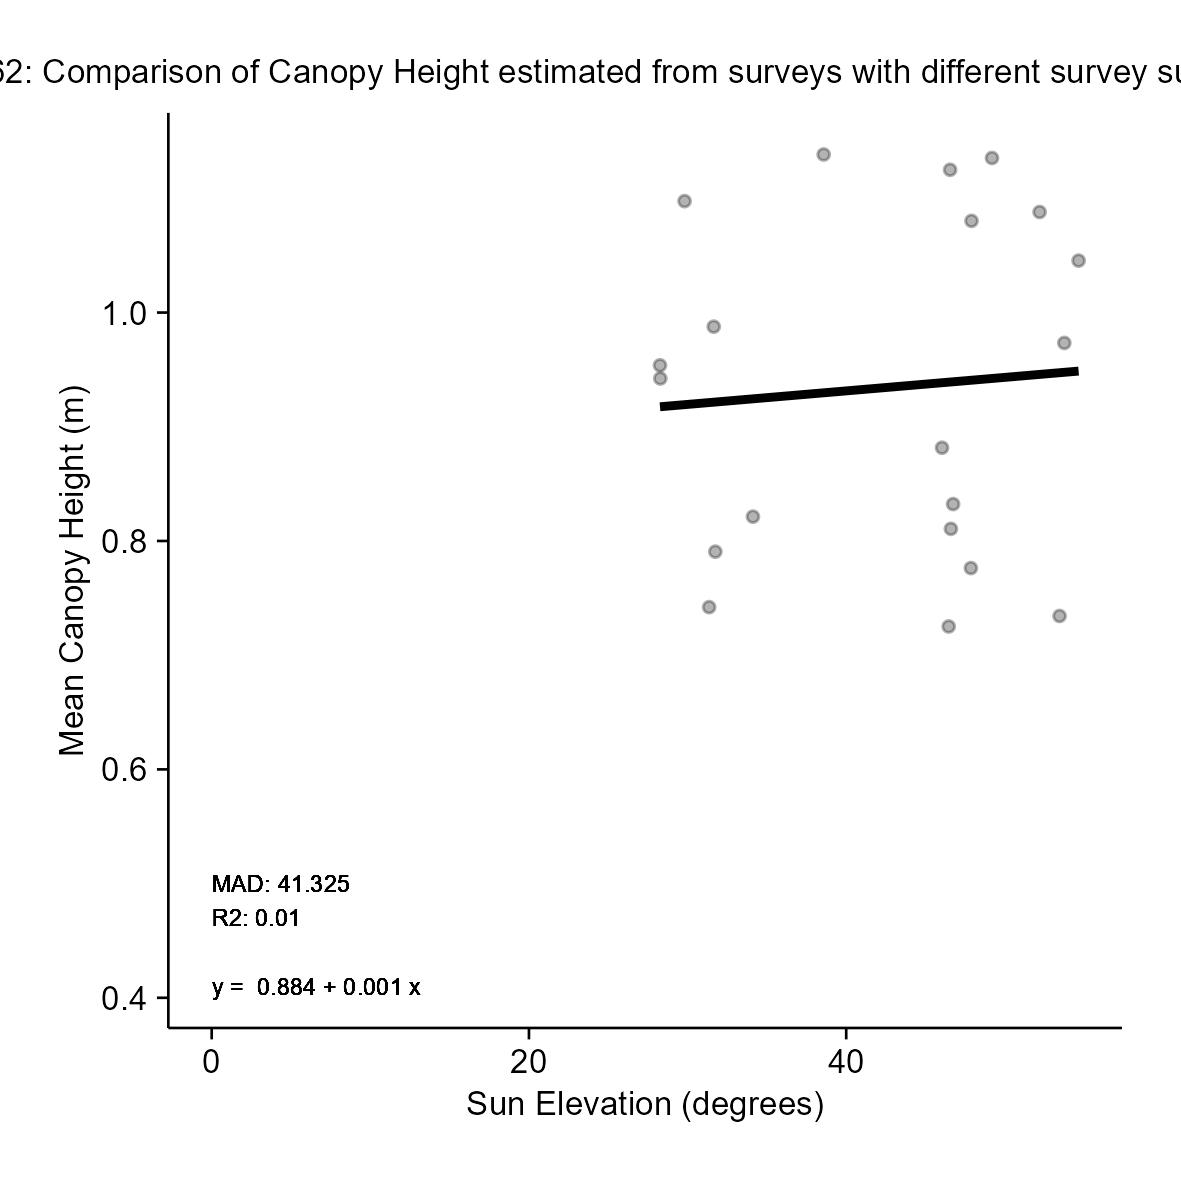 62: Comparison of Canopy Height estimated from surveys with different survey
Mean Canopy Height (m)
1.0
0.8
0.6
0.4
MAD: 41.325
R2: 0.01
y = 0.884 + 0.001 x
0
20
40
Sun Elevation (degrees)